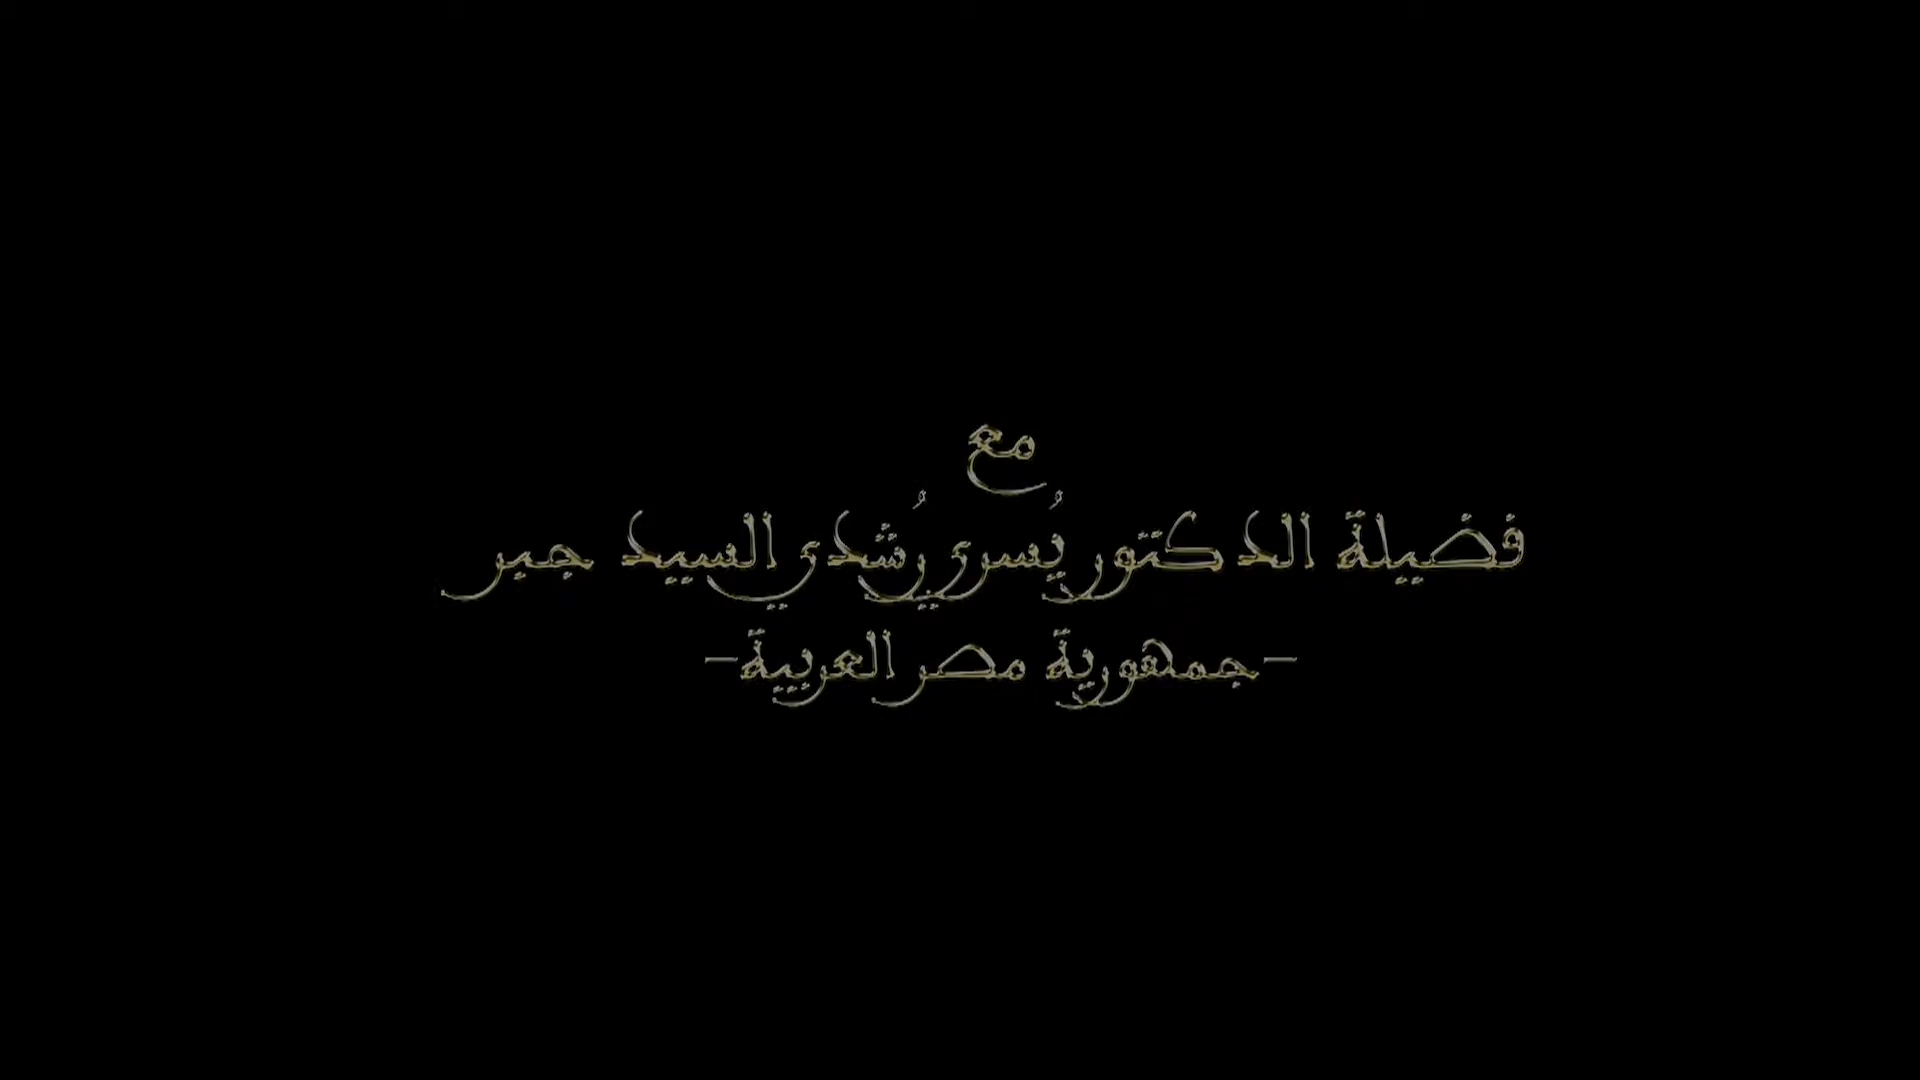 مع
فضيلة الدكتور يُسري رُشدي السيد جبر
-جمهورية مصر العربية-